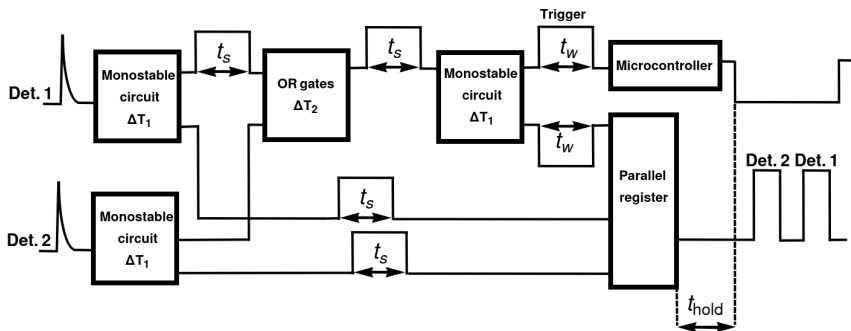 Trigger
t_s
t_s
t_w
Monostable
circuit
ΔT₁
OR gates
ΔT₂
Monostable
circuit
ΔT₁
Microcontroller
Det. 1
t_w
Det. 2 Det. 1
Parallel
register
t_s
Monostable
circuit
ΔT₁
Det. 2
t_s
t_hold